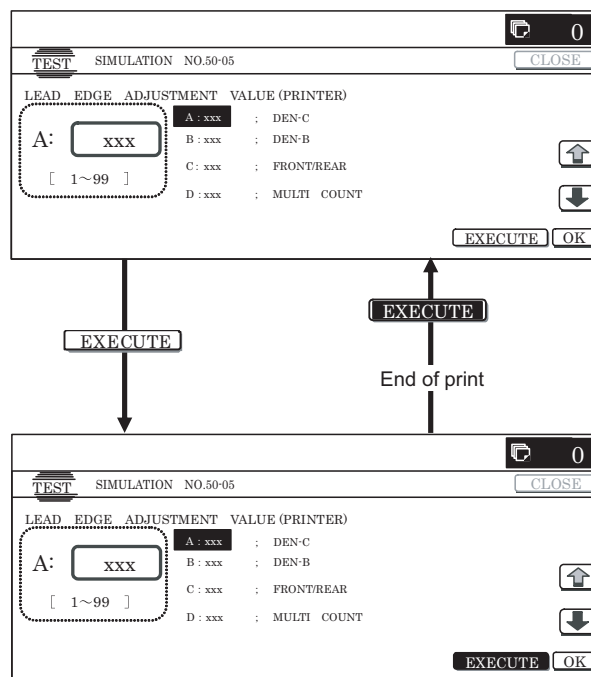 0
TEST SIMULATION NO.50-05 CLOSE
LEAD EDGE ADJUSTMENT VALUE (PRINTER)
A: xxx
[ 1～99 ]
A : xxx ; DEN-C
B : xxx ; DEN-B
C : xxx ; FRONT/REAR
D : xxx ; MULTI COUNT
EXECUTE OK
EXECUTE
EXECUTE
End of print
0
TEST SIMULATION NO.50-05 CLOSE
LEAD EDGE ADJUSTMENT VALUE (PRINTER)
A: xxx
[ 1～99 ]
A : xxx ; DEN-C
B : xxx ; DEN-B
C : xxx ; FRONT/REAR
D : xxx ; MULTI COUNT
EXECUTE OK